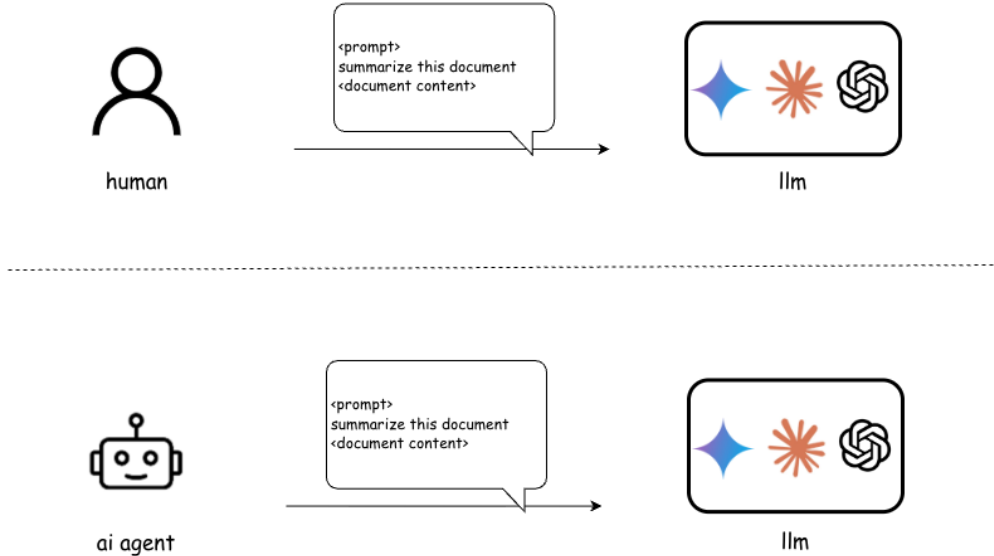 <prompt>
summarize this document
<document content>
human
llm
<prompt>
summarize this document
<document content>
ai agent
llm